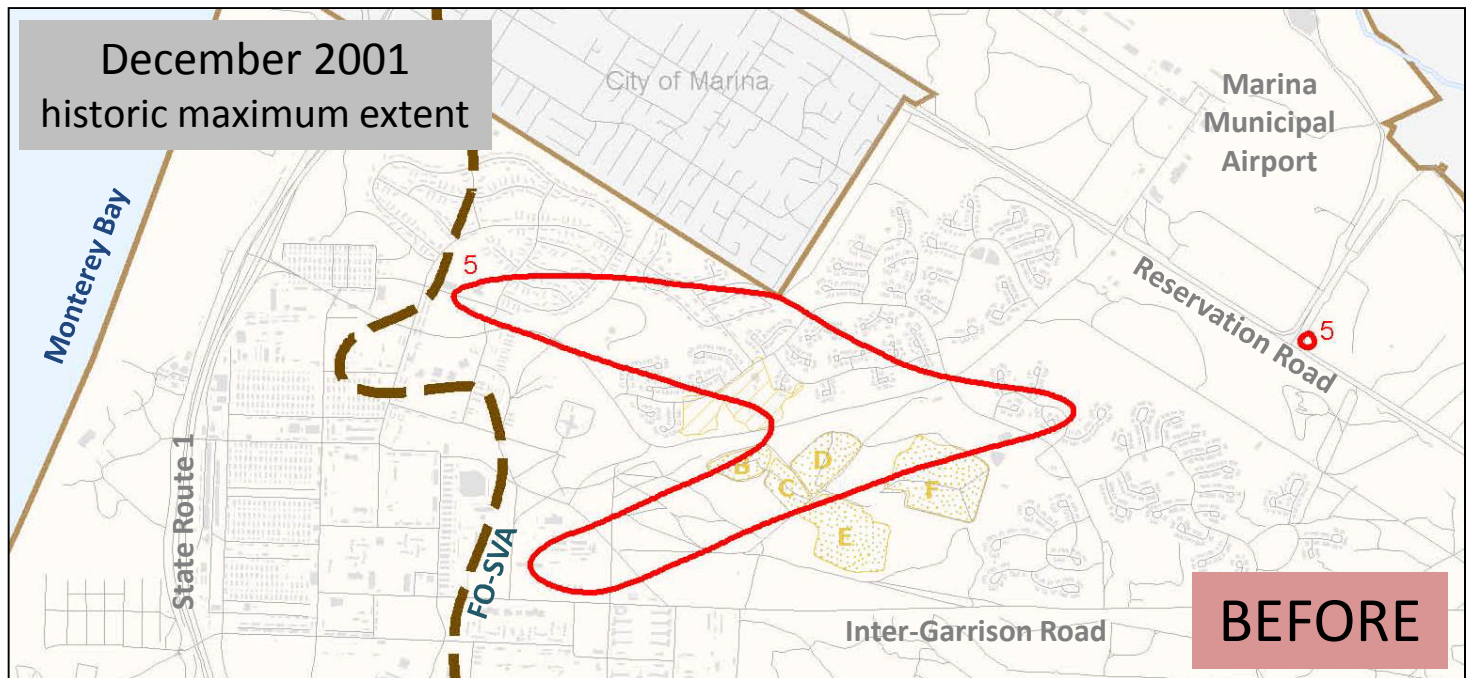 December 2001
historic maximum extent
City of Marina
Marina
Municipal
Airport
Monterey Bay
5
Reservation Road
5
State Route 1
B
D
C
F
E
FO-SVA
Inter-Garrison Road
BEFORE